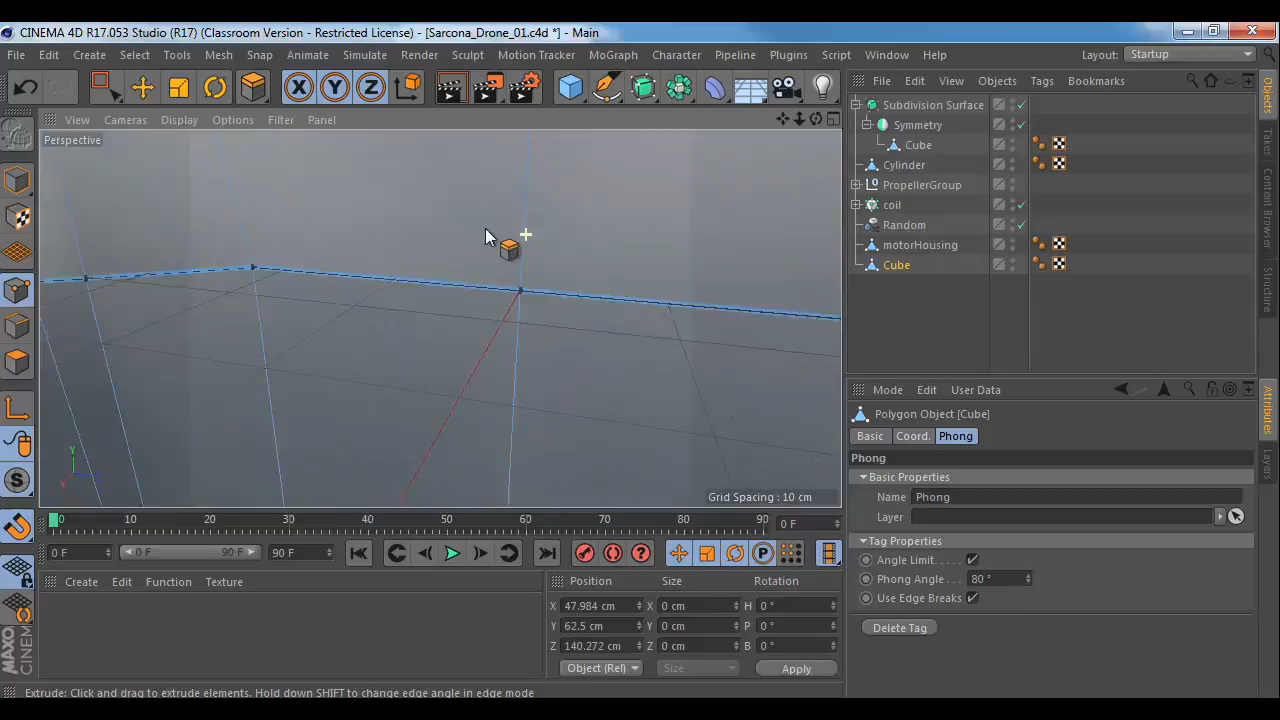 CINEMA 4D R17.053 Studio (R17) (Classroom Version - Restricted License) - [Sarcona_Drone_01.c4d *] - Main
File Edit Create Select Tools Mesh Snap Animate Simulate Render Sculpt Motion Tracker MoGraph Character Pipeline Plugins Script Window Help Layout: Startup
X Y Z
File Edit View Objects Tags Bookmarks
View Cameras Display Options Filter Panel
Perspective
Subdivision Surface
Symmetry
Cube
Cylinder
PropellerGroup
coil
Random
motorHousing
Cube
Objects
Takes
Content Browser
Structure
Y
Grid Spacing : 10 cm
Mode Edit User Data
Polygon Object [Cube]
Basic Coord. Phong
Phong
Basic Properties
Name Phong
Layer
Tag Properties
Angle Limit. . . . .
Phong Angle . . . 80 °
Use Edge Breaks
Delete Tag
Attributes
Layers
0 10 20 30 40 50 60 70 80 90 0 F
0 F 0 F 90 F 90 F
Create Edit Function Texture
Position Size Rotation
X 47.984 cm X 0 cm H 0 °
Y 62.5 cm Y 0 cm P 0 °
Z 140.272 cm Z 0 cm B 0 °
Object (Rel) Size Apply
Extrude: Click and drag to extrude elements. Hold down SHIFT to change edge angle in edge mode